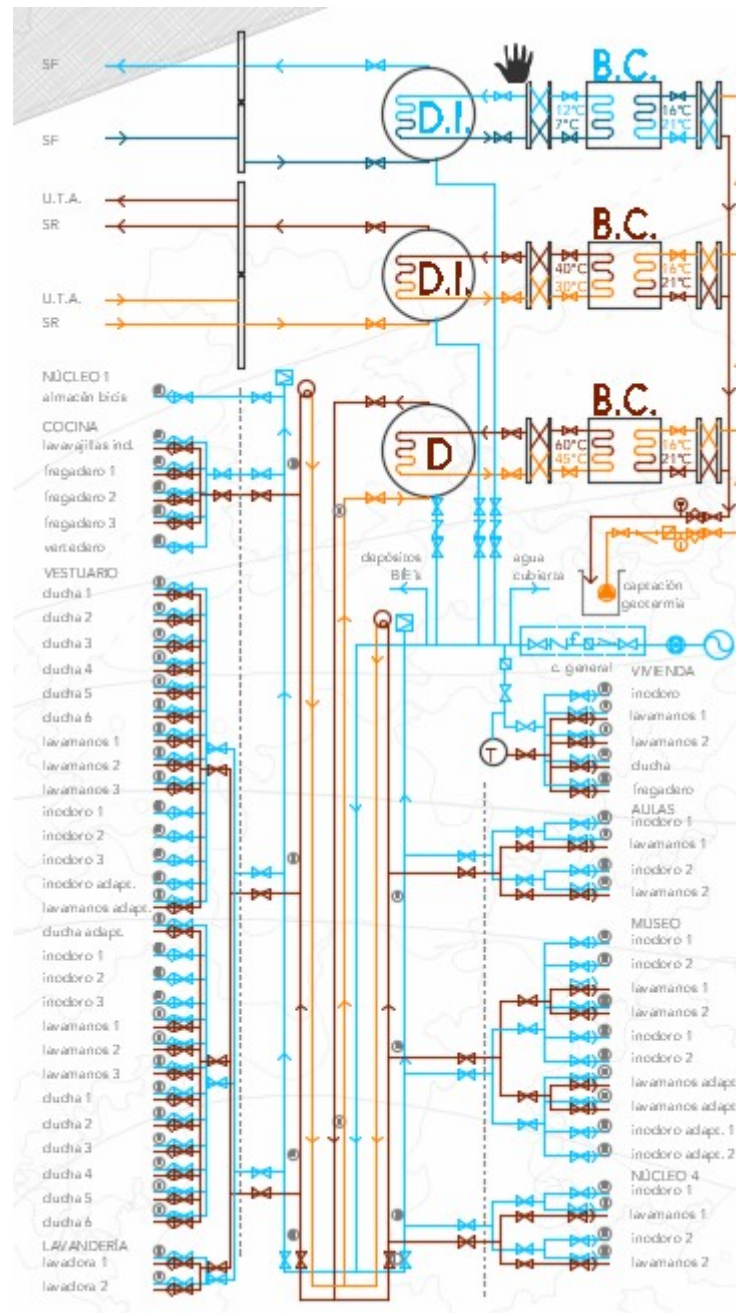 SF
B.C.
D.I.
12°C
7°C
16°C
21°C
SF
U.T.A.
SR
B.C.
D.I.
40°C
30°C
16°C
21°C
U.T.A.
SR
NÚCLEO 1
almacén bicis
COCINA
lavavajillas ind.
fregadero 1
fregadero 2
fregadero 3
vertedero
B.C.
D
60°C
45°C
16°C
21°C
depósitos
BIE's
agua
cubierta
captación
geotermia
c. general
VESTUARIO
ducha 1
ducha 2
ducha 3
ducha 4
ducha 5
ducha 6
lavamanos 1
lavamanos 2
lavamanos 3
inodoro 1
inodoro 2
inodoro 3
inodoro adapt.
lavamanos adapt.
ducha adapt.
inodoro 1
inodoro 2
inodoro 3
lavamanos 1
lavamanos 2
lavamanos 3
ducha 1
ducha 2
ducha 3
ducha 4
ducha 5
ducha 6
LAVANDERÍA
lavadora 1
lavadora 2
VIVIENDA
inodoro
lavamanos 1
lavamanos 2
ducha
fregadero
T
AULAS
inodoro 1
lavamanos 1
inodoro 2
lavamanos 2
MUSEO
inodoro 1
inodoro 2
lavamanos 1
lavamanos 2
inodoro 1
inodoro 2
lavamanos adapt
lavamanos adapt
inodoro adapt. 1
inodoro adapt. 2
NÚCLEO 4
inodoro 1
lavamanos 1
inodoro 2
lavamanos 2